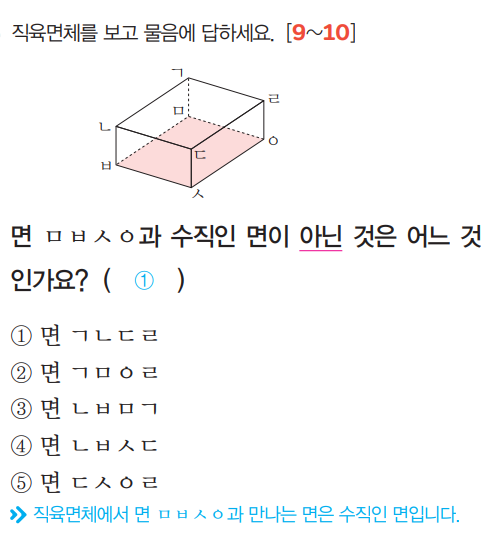 직육면체를 보고 물음에 답하세요. [9~10]
ㄱ
ㄹ
ㅁ
ㄴ
ㅇ
ㄷ
ㅂ
ㅅ
면 ㅁㅂㅅㅇ과 수직인 면이 아닌 것은 어느 것
인가요? ( ① )
① 면 ㄱㄴㄷㄹ
② 면 ㄱㅁㅇㄹ
③ 면 ㄴㅂㅁㄱ
④ 면 ㄴㅂㅅㄷ
⑤ 면 ㄷㅅㅇㄹ
» 직육면체에서 면 ㅁㅂㅅㅇ과 만나는 면은 수직인 면입니다.